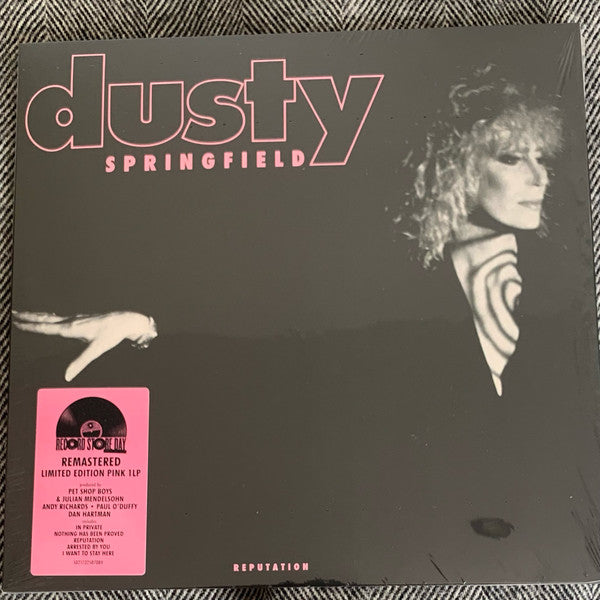 dusty
SPRINGFIELD
RECORD STORE DAY
REMASTERED
LIMITED EDITION PINK 1LP
produced by
PET SHOP BOYS
& JULIAN MENDELSOHN
ANDY RICHARDS • PAUL O'DUFFY
DAN HARTMAN
includes
IN PRIVATE
NOTHING HAS BEEN PROVED
REPUTATION
ARRESTED BY YOU
I WANT TO STAY HERE
REPUTATION